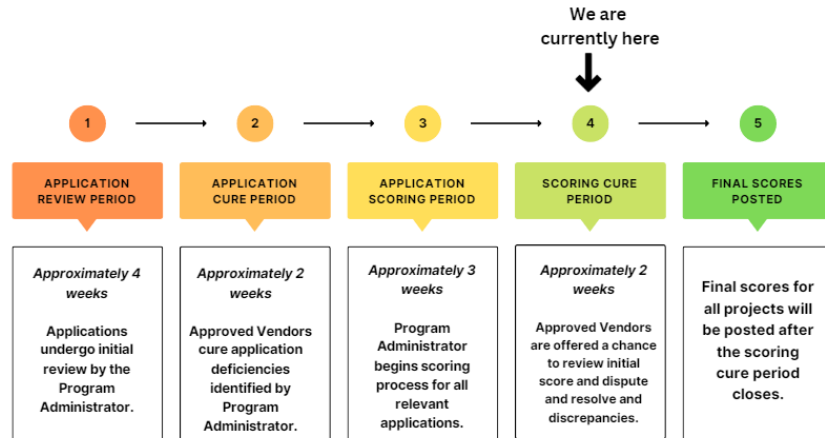 We are
currently here
1
2
3
4
5
APPLICATION
REVIEW PERIOD
APPLICATION
CURE PERIOD
APPLICATION
SCORING PERIOD
SCORING CURE
PERIOD
FINAL SCORES
POSTED
Approximately 4
weeks
Applications
undergo initial
review by the
Program
Administrator.
Approximately 2
weeks
Approved Vendors
cure application
deficiencies
identified by
Program
Administrator.
Approximately 3
weeks
Program
Administrator
begins scoring
process for all
relevant
applications.
Approximately 2
weeks
Approved Vendors
are offered a chance
to review initial
score and dispute
and resolve and
discrepancies.
Final scores for
all projects will
be posted after
the scoring
cure period
closes.